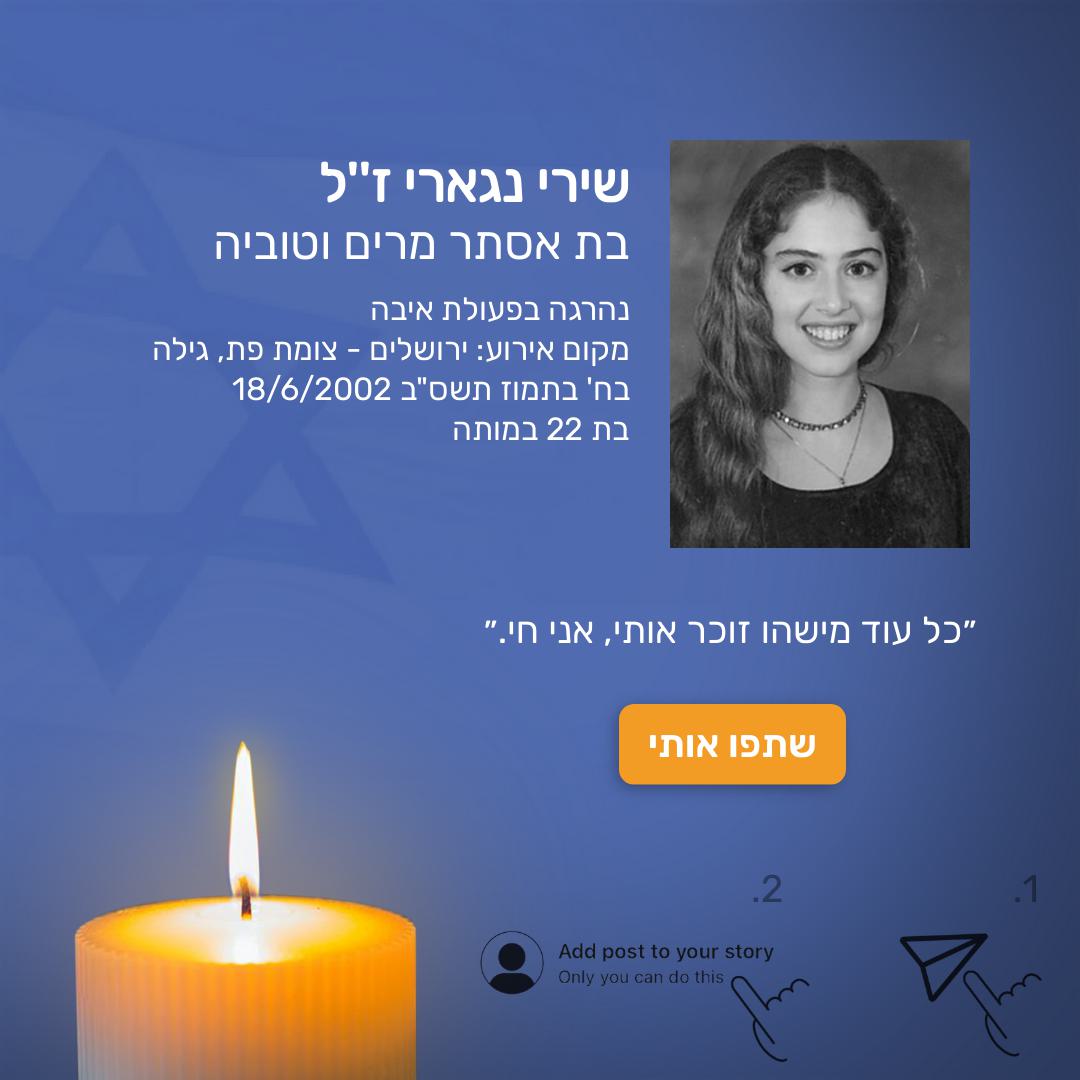 שירי נגארי ז"ל
בת אסתר מרים וטוביה
נהרגה בפעולת איבה
מקום אירוע: ירושלים - צומת פת, גילה
בח' בתמוז תשס"ב 18/6/2002
בת 22 במותה
״כל עוד מישהו זוכר אותי, אני חי.״
שתפו אותי
1.
2.
Add post to your story
Only you can do this